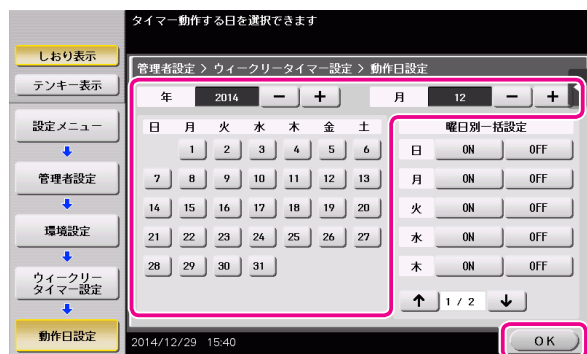 タイマー動作する日を選択できます
しおり表示
テンキー表示
設定メニュー
管理者設定
環境設定
ウィークリー
タイマー設定
動作日設定
管理者設定 > ウィークリータイマー設定 > 動作日設定
年 2014 － ＋ 月 12 － ＋
日 月 火 水 木 金 土
1 2 3 4 5 6
7 8 9 10 11 12 13
14 15 16 17 18 19 20
21 22 23 24 25 26 27
28 29 30 31
曜日別一括設定
日 ON OFF
月 ON OFF
火 ON OFF
水 ON OFF
木 ON OFF
↑ 1 / 2 ↓
2014/12/29 15:40
OK